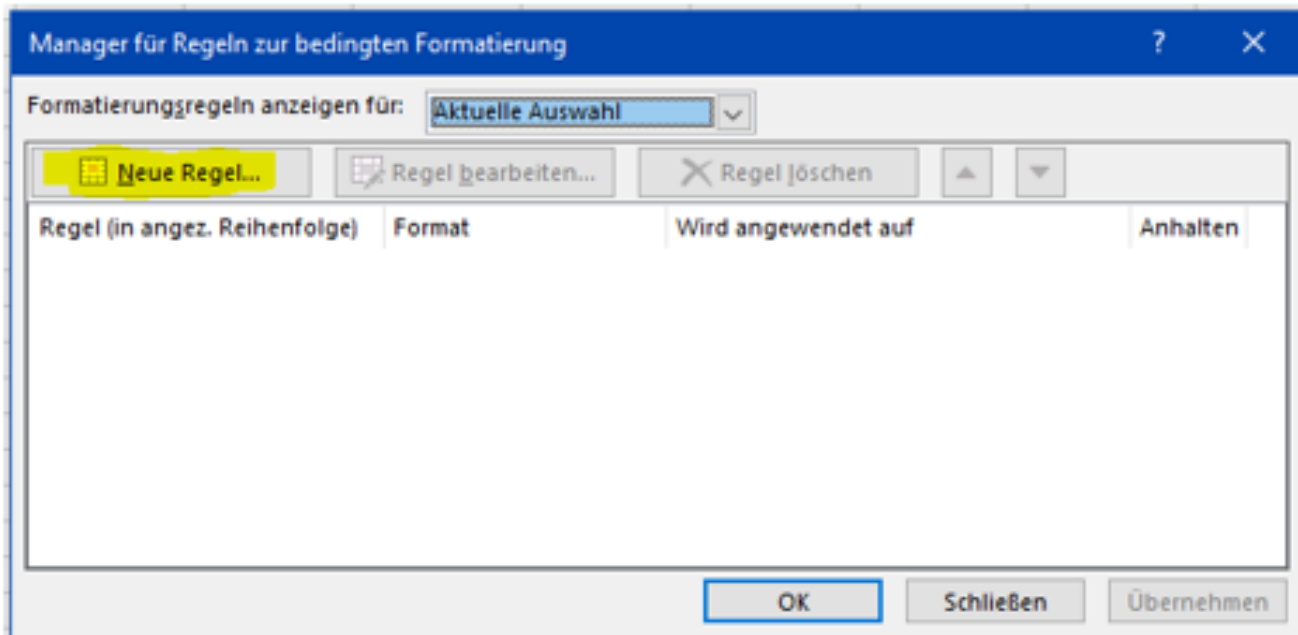 Manager für Regeln zur bedingten Formatierung ?
Formatierungsregeln anzeigen für: Aktuelle Auswahl
Neue Regel... Regel bearbeiten... Regel löschen
Regel (in angez. Reihenfolge) Format Wird angewendet auf Anhalten
OK Schließen Übernehmen